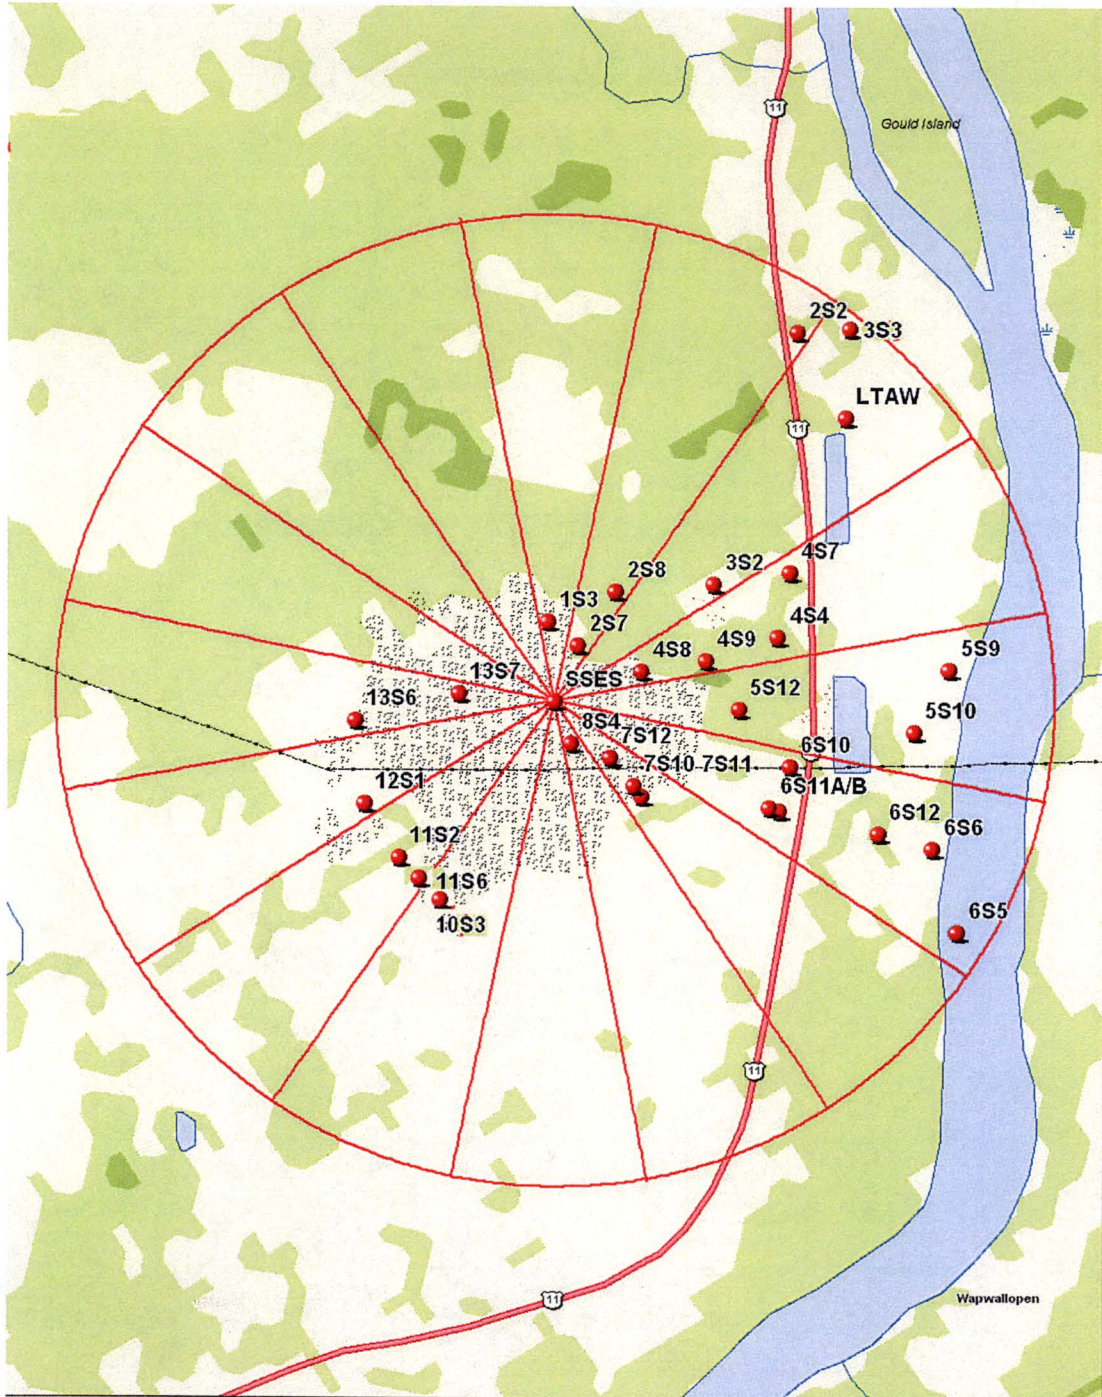 11
Gould Island
2S2
3S3
LTAW
11
4S7
3S2
2S8
1S3
2S7
4S4
4S9
4S8
5S9
SSES
13S7
5S12
13S6
5S10
8S4
7S12
6S10
7S10 7S11
6S11A/B
12S1
6S12
6S6
11S2
11S6
6S5
10S3
11
11
Wapwallopen